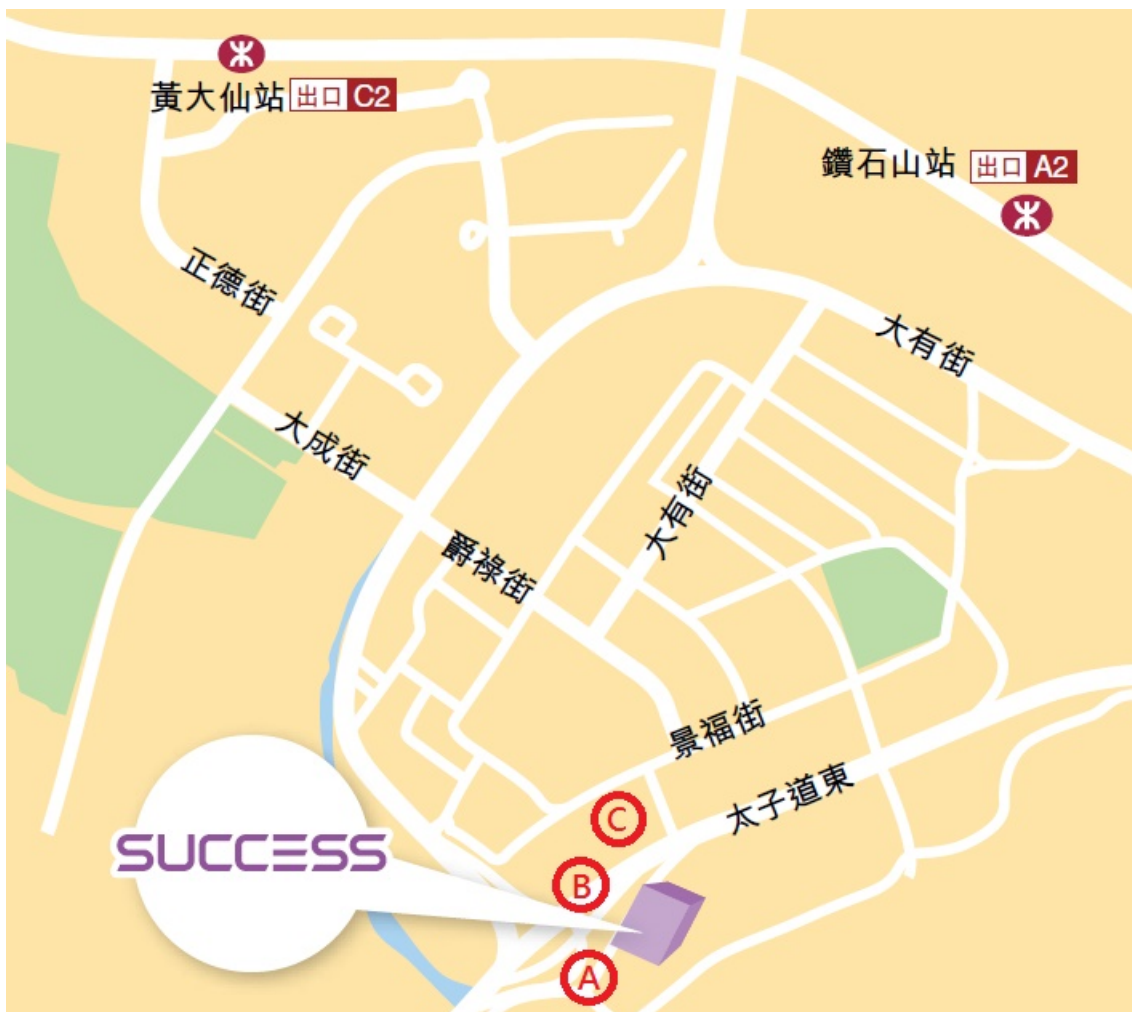 黃大仙站 出口 C2
鑽石山站 出口 A2
正德街
大有街
大成街
大有街
爵祿街
景福街
太子道東
C
SUCCESS
B
A